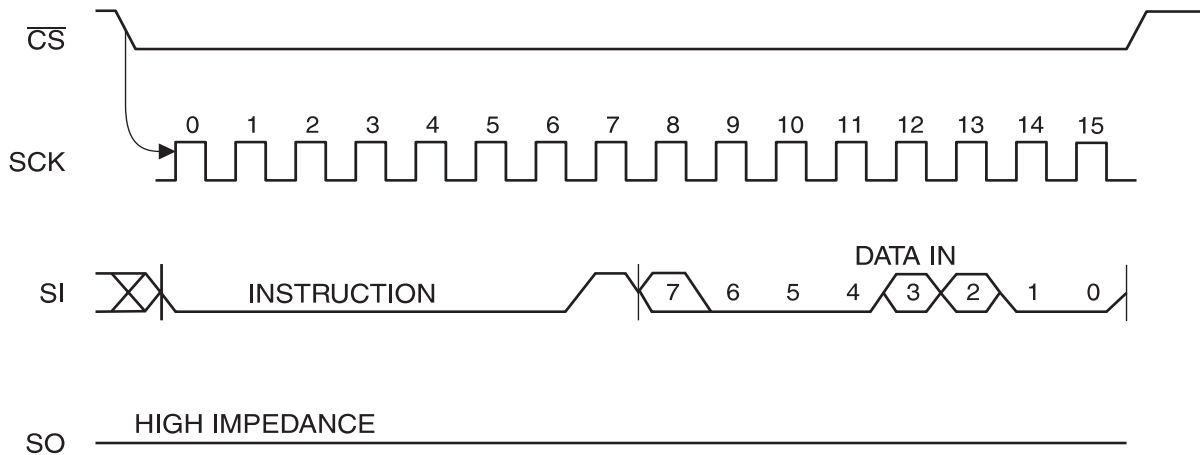 C̅S̅
0 1 2 3 4 5 6 7 8 9 10 11 12 13 14 15
SCK
DATA IN
SI INSTRUCTION 7 6 5 4 3 2 1 0
HIGH IMPEDANCE
SO